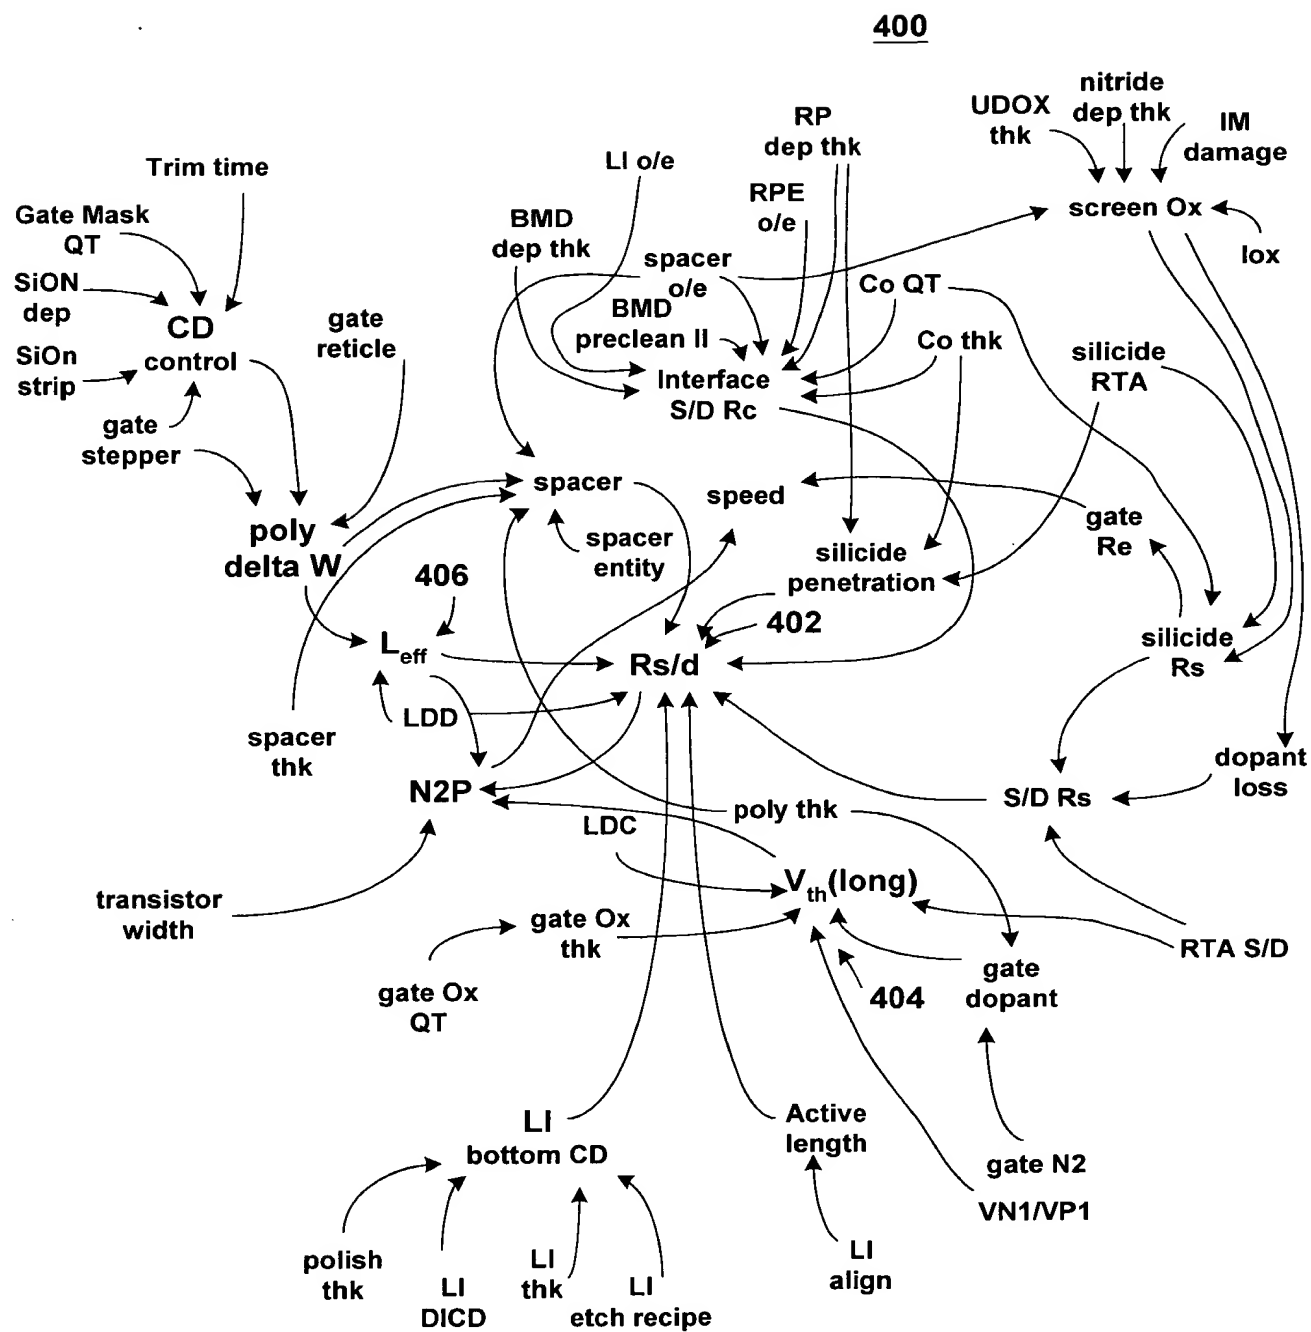 400
nitride
dep thk
UDOX
thk
IM
damage
RP
dep thk
LI o/e
Trim time
RPE
o/e
screen Ox
Gate Mask
QT
BMD
dep thk
lox
spacer
o/e
SiON
dep
Co QT
BMD
preclean II
CD
control
gate
reticle
Co thk
silicide
RTA
SiOn
strip
Interface
S/D Rc
gate
stepper
spacer
speed
poly
delta W
gate
Re
spacer
entity
silicide
penetration
406
402
L eff
Rs/d
silicide
Rs
LDD
spacer
thk
dopant
loss
N2P
S/D Rs
poly thk
LDC
V th (long)
transistor
width
gate Ox
thk
RTA S/D
gate
dopant
404
gate Ox
QT
LI
bottom CD
Active
length
gate N2
VN1/VP1
polish
thk
LI
DICD
LI
thk
LI
etch recipe
LI
align